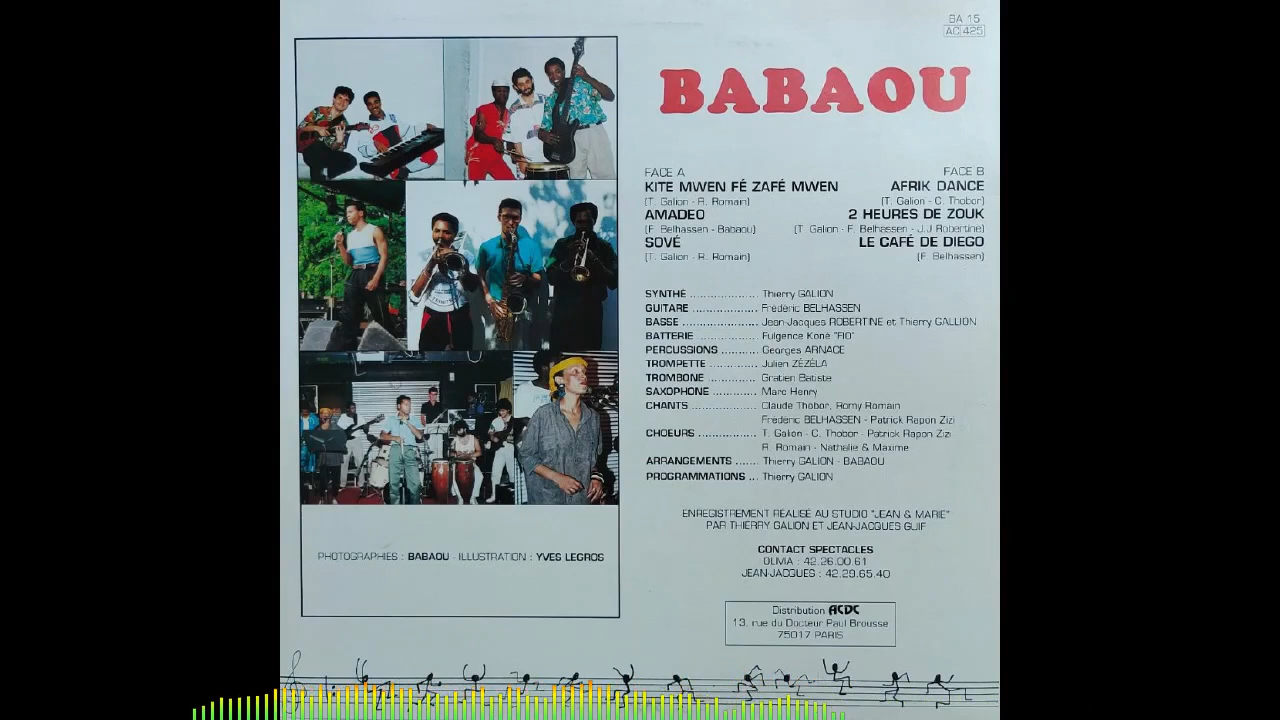 BA 15
AC 425
BABAOU
FACE A
KITE MWEN FÉ ZAFÉ MWEN
(T. Galion - R. Romain)
AMADEO
(F. Belhassen - Babaou)
SOVÉ
(T. Galion - R. Romain)
FACE B
AFRIK DANCE
(T. Galion - C. Thobor)
2 HEURES DE ZOUK
(T. Galion - F. Belhassen - J.J Robertine)
LE CAFÉ DE DIEGO
(F. Belhassen)
SYNTHÉ .................... Thierry GALION
GUITARE ................... Frédéric BELHASSEN
BASSE ...................... Jean-Jacques ROBERTINE et Thierry GALLION
BATTERIE .................. Fulgence Koné "FIO"
PERCUSSIONS ........... Georges ARNACE
TROMPETTE .............. Julien ZÉZÉLA
TROMBONE .............. Gratien Batiste
SAXOPHONE ............. Marc Henry
CHANTS ................... Claude Thobor, Romy Romain
Frédéric BELHASSEN - Patrick Rapon Zizi
CHOEURS ................. T. Galion - C. Thobor - Patrick Rapon Zizi
R. Romain - Nathalie & Maxime
ARRANGEMENTS ...... Thierry GALION - BABAOU
PROGRAMMATIONS ... Thierry GALION
ENREGISTREMENT RÉALISÉ AU STUDIO "JEAN & MARIE"
PAR THIERRY GALION ET JEAN-JACQUES GUIF
CONTACT SPECTACLES
OLIVIA : 42.26.00.61
JEAN-JACQUES : 42.29.65.40
PHOTOGRAPHIES : BABAOU - ILLUSTRATION : YVES LEGROS
Distribution ACDC
13, rue du Docteur Paul Brousse
75017 PARIS